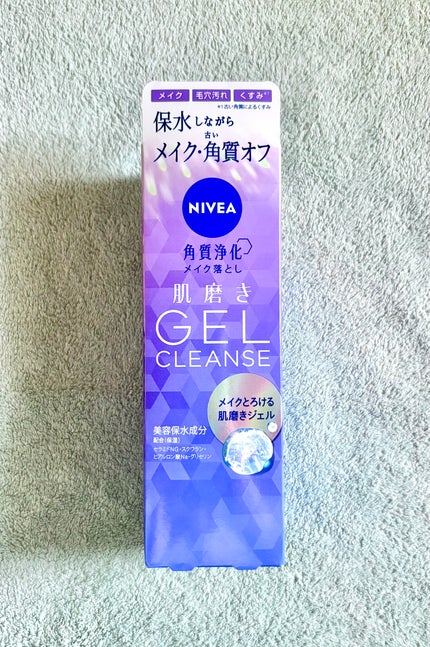 メイク 毛穴汚れ くすみ*1
*1古い角質によるくすみ
保水しながら
古い
メイク・角質オフ
NIVEA
角質浄化
メイク落とし
肌磨き
GEL
CLEANSE
メイクとろける
肌磨きジェル
美容保水成分
配合(保湿)
セラミドNG・スクワラン・
ヒアルロン酸Na・グリセリン